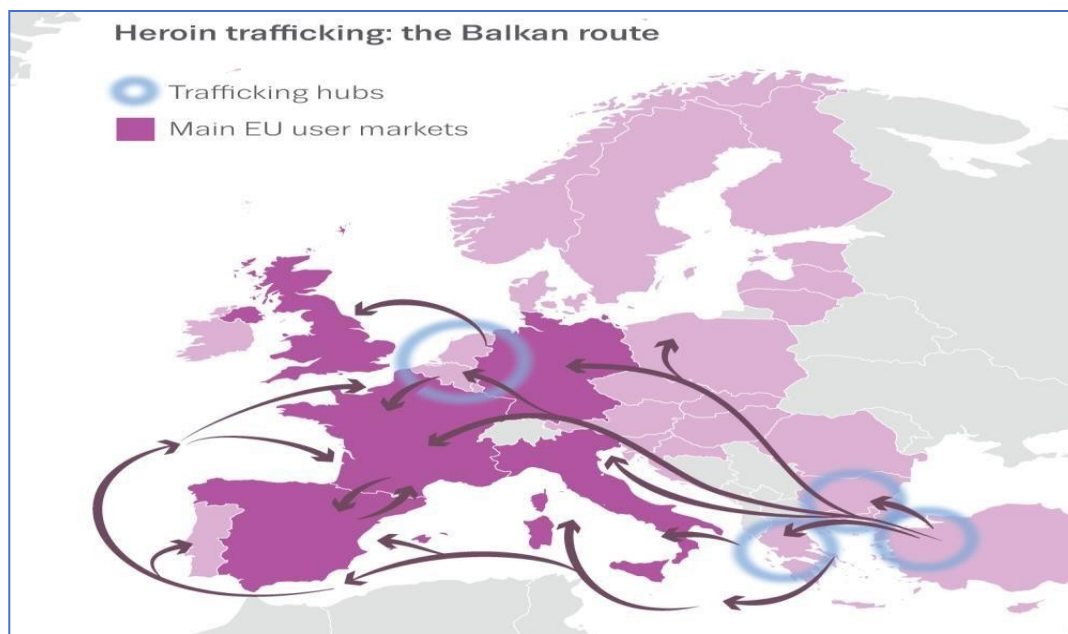 Heroin trafficking: the Balkan route
Trafficking hubs
Main EU user markets